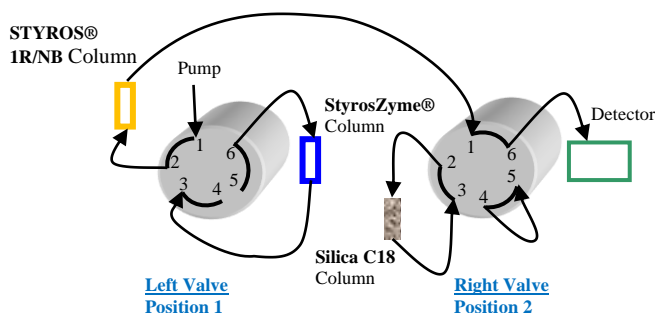 STYROS®
1R/NB Column
Pump
StyrosZyme®
Column
Detector
1
2
6
3
4
5
1
2
6
3
5
4
Silica C18
Column
Left Valve
Position 1
Right Valve
Position 2